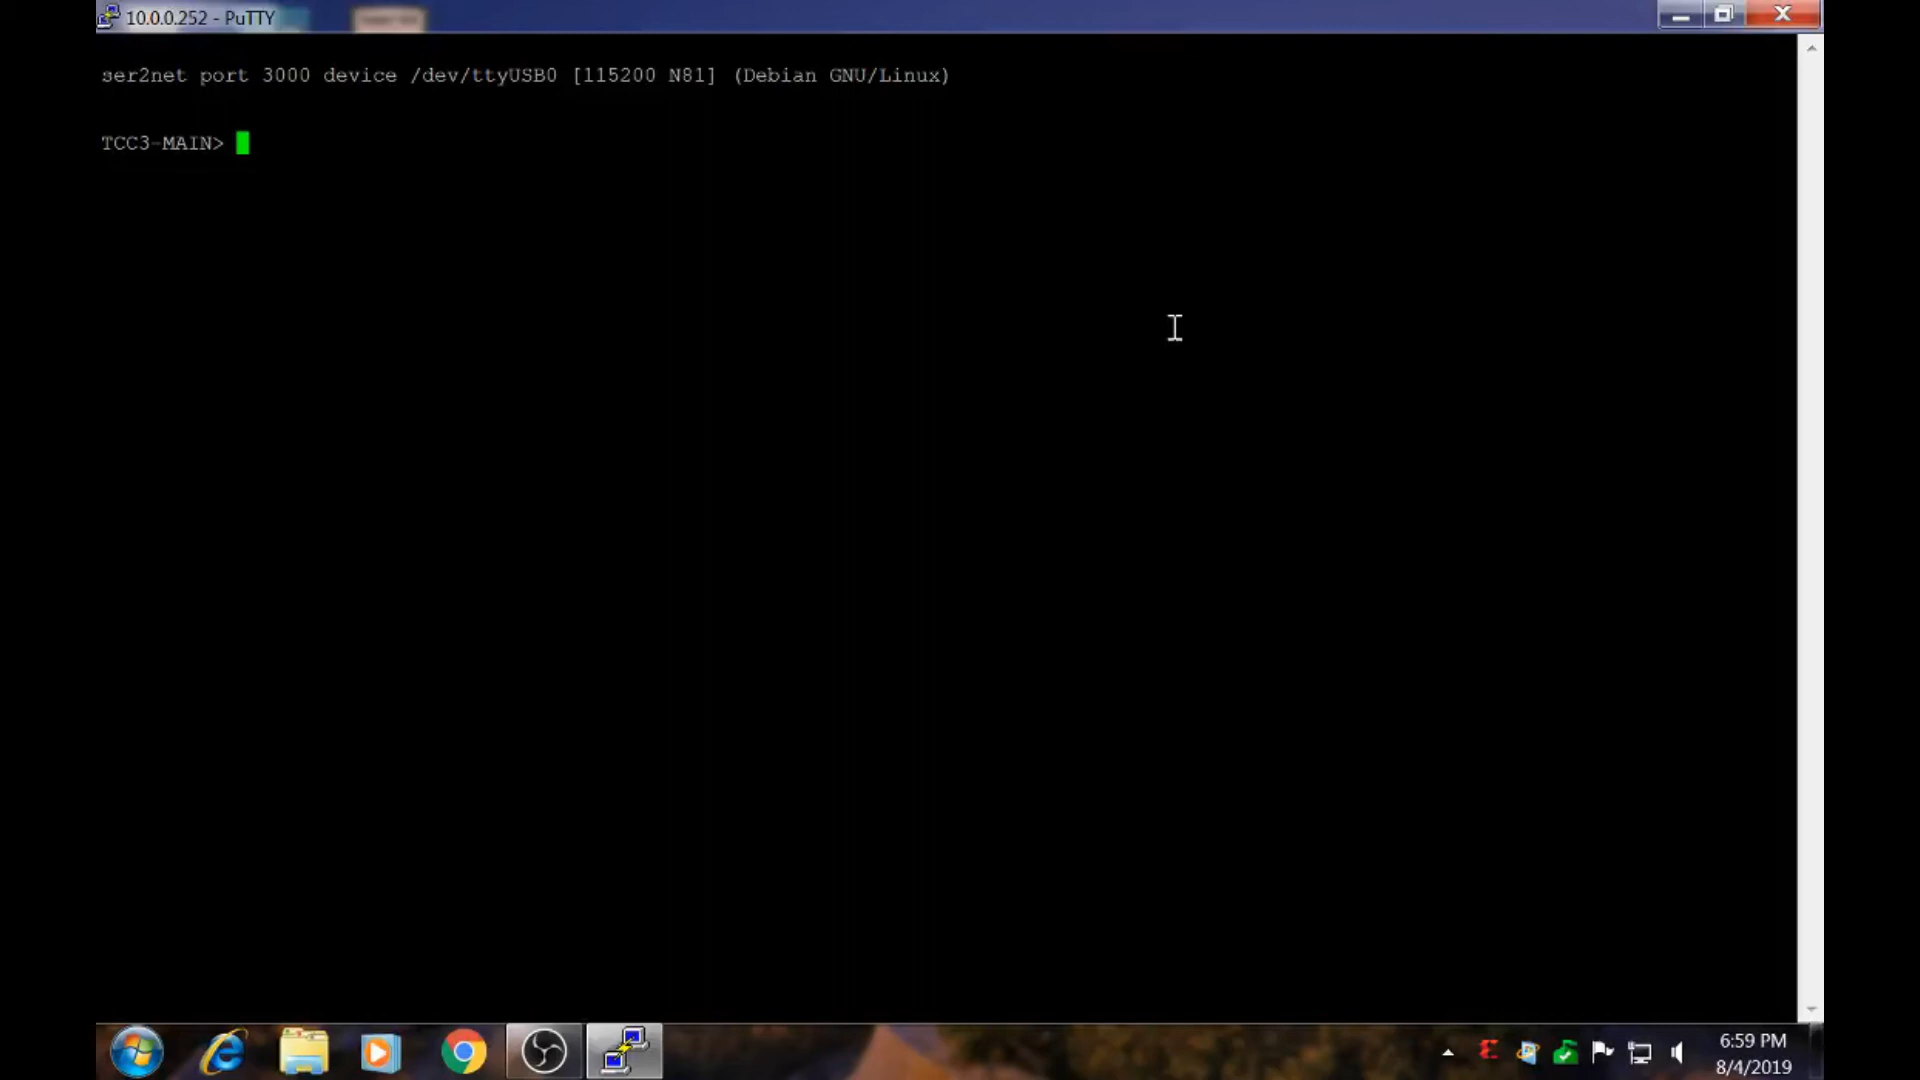 10.0.0.252 - PuTTY
ser2net port 3000 device /dev/ttyUSB0 [115200 N81] (Debian GNU/Linux)
TCC3-MAIN>
6:59 PM
8/4/2019